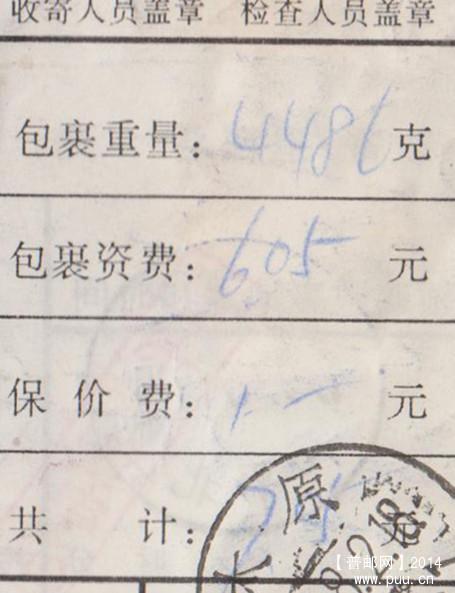 收寄人员盖章 检查人员盖章
包裹重量：448 克
包裹资费：6.05 元
保 价 费：1.— 元
共 计： 元
原
【普邮网】2014
www.puu.cn